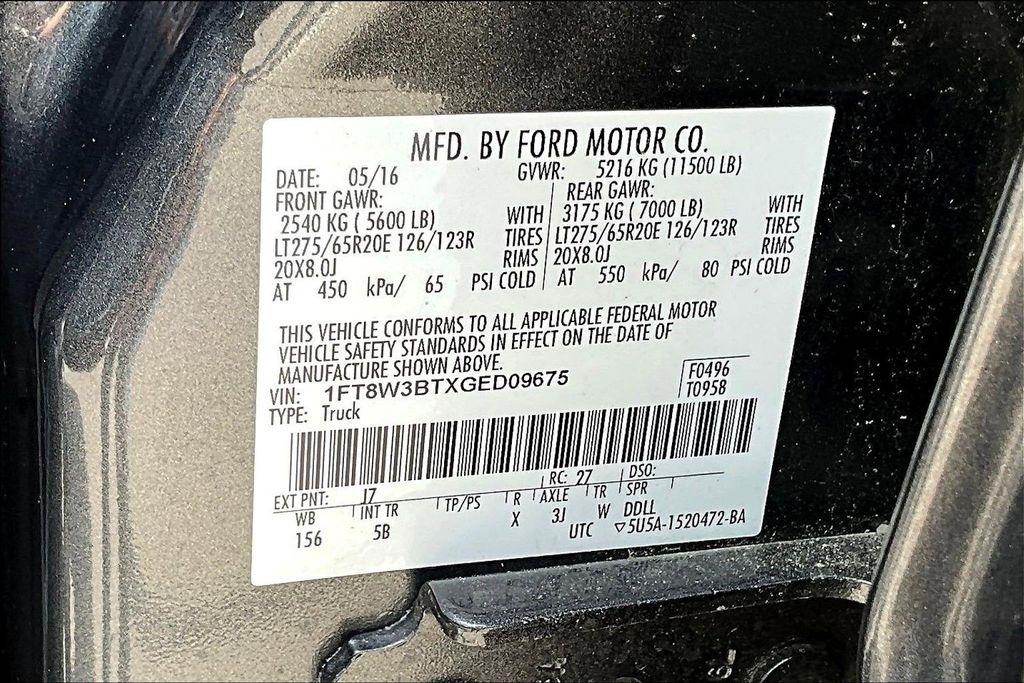 MFD. BY FORD MOTOR CO.
DATE: 05/16 GVWR: 5216 KG (11500 LB)
FRONT GAWR: REAR GAWR:
2540 KG ( 5600 LB) WITH 3175 KG ( 7000 LB) WITH
LT275/65R20E 126/123R TIRES LT275/65R20E 126/123R TIRES
20X8.0J RIMS 20X8.0J RIMS
AT 450 kPa/ 65 PSI COLD AT 550 kPa/ 80 PSI COLD
THIS VEHICLE CONFORMS TO ALL APPLICABLE FEDERAL MOTOR
VEHICLE SAFETY STANDARDS IN EFFECT ON THE DATE OF
MANUFACTURE SHOWN ABOVE.
VIN: 1FT8W3BTXGED09675 F0496
TYPE: Truck T095B
EXT PNT: J7 RC: 27 DSO:
WB INT TR TP/PS R AXLE TR SPR
156 5B X 3J W DDLL
UTC ▽5U5A-1520472-BA